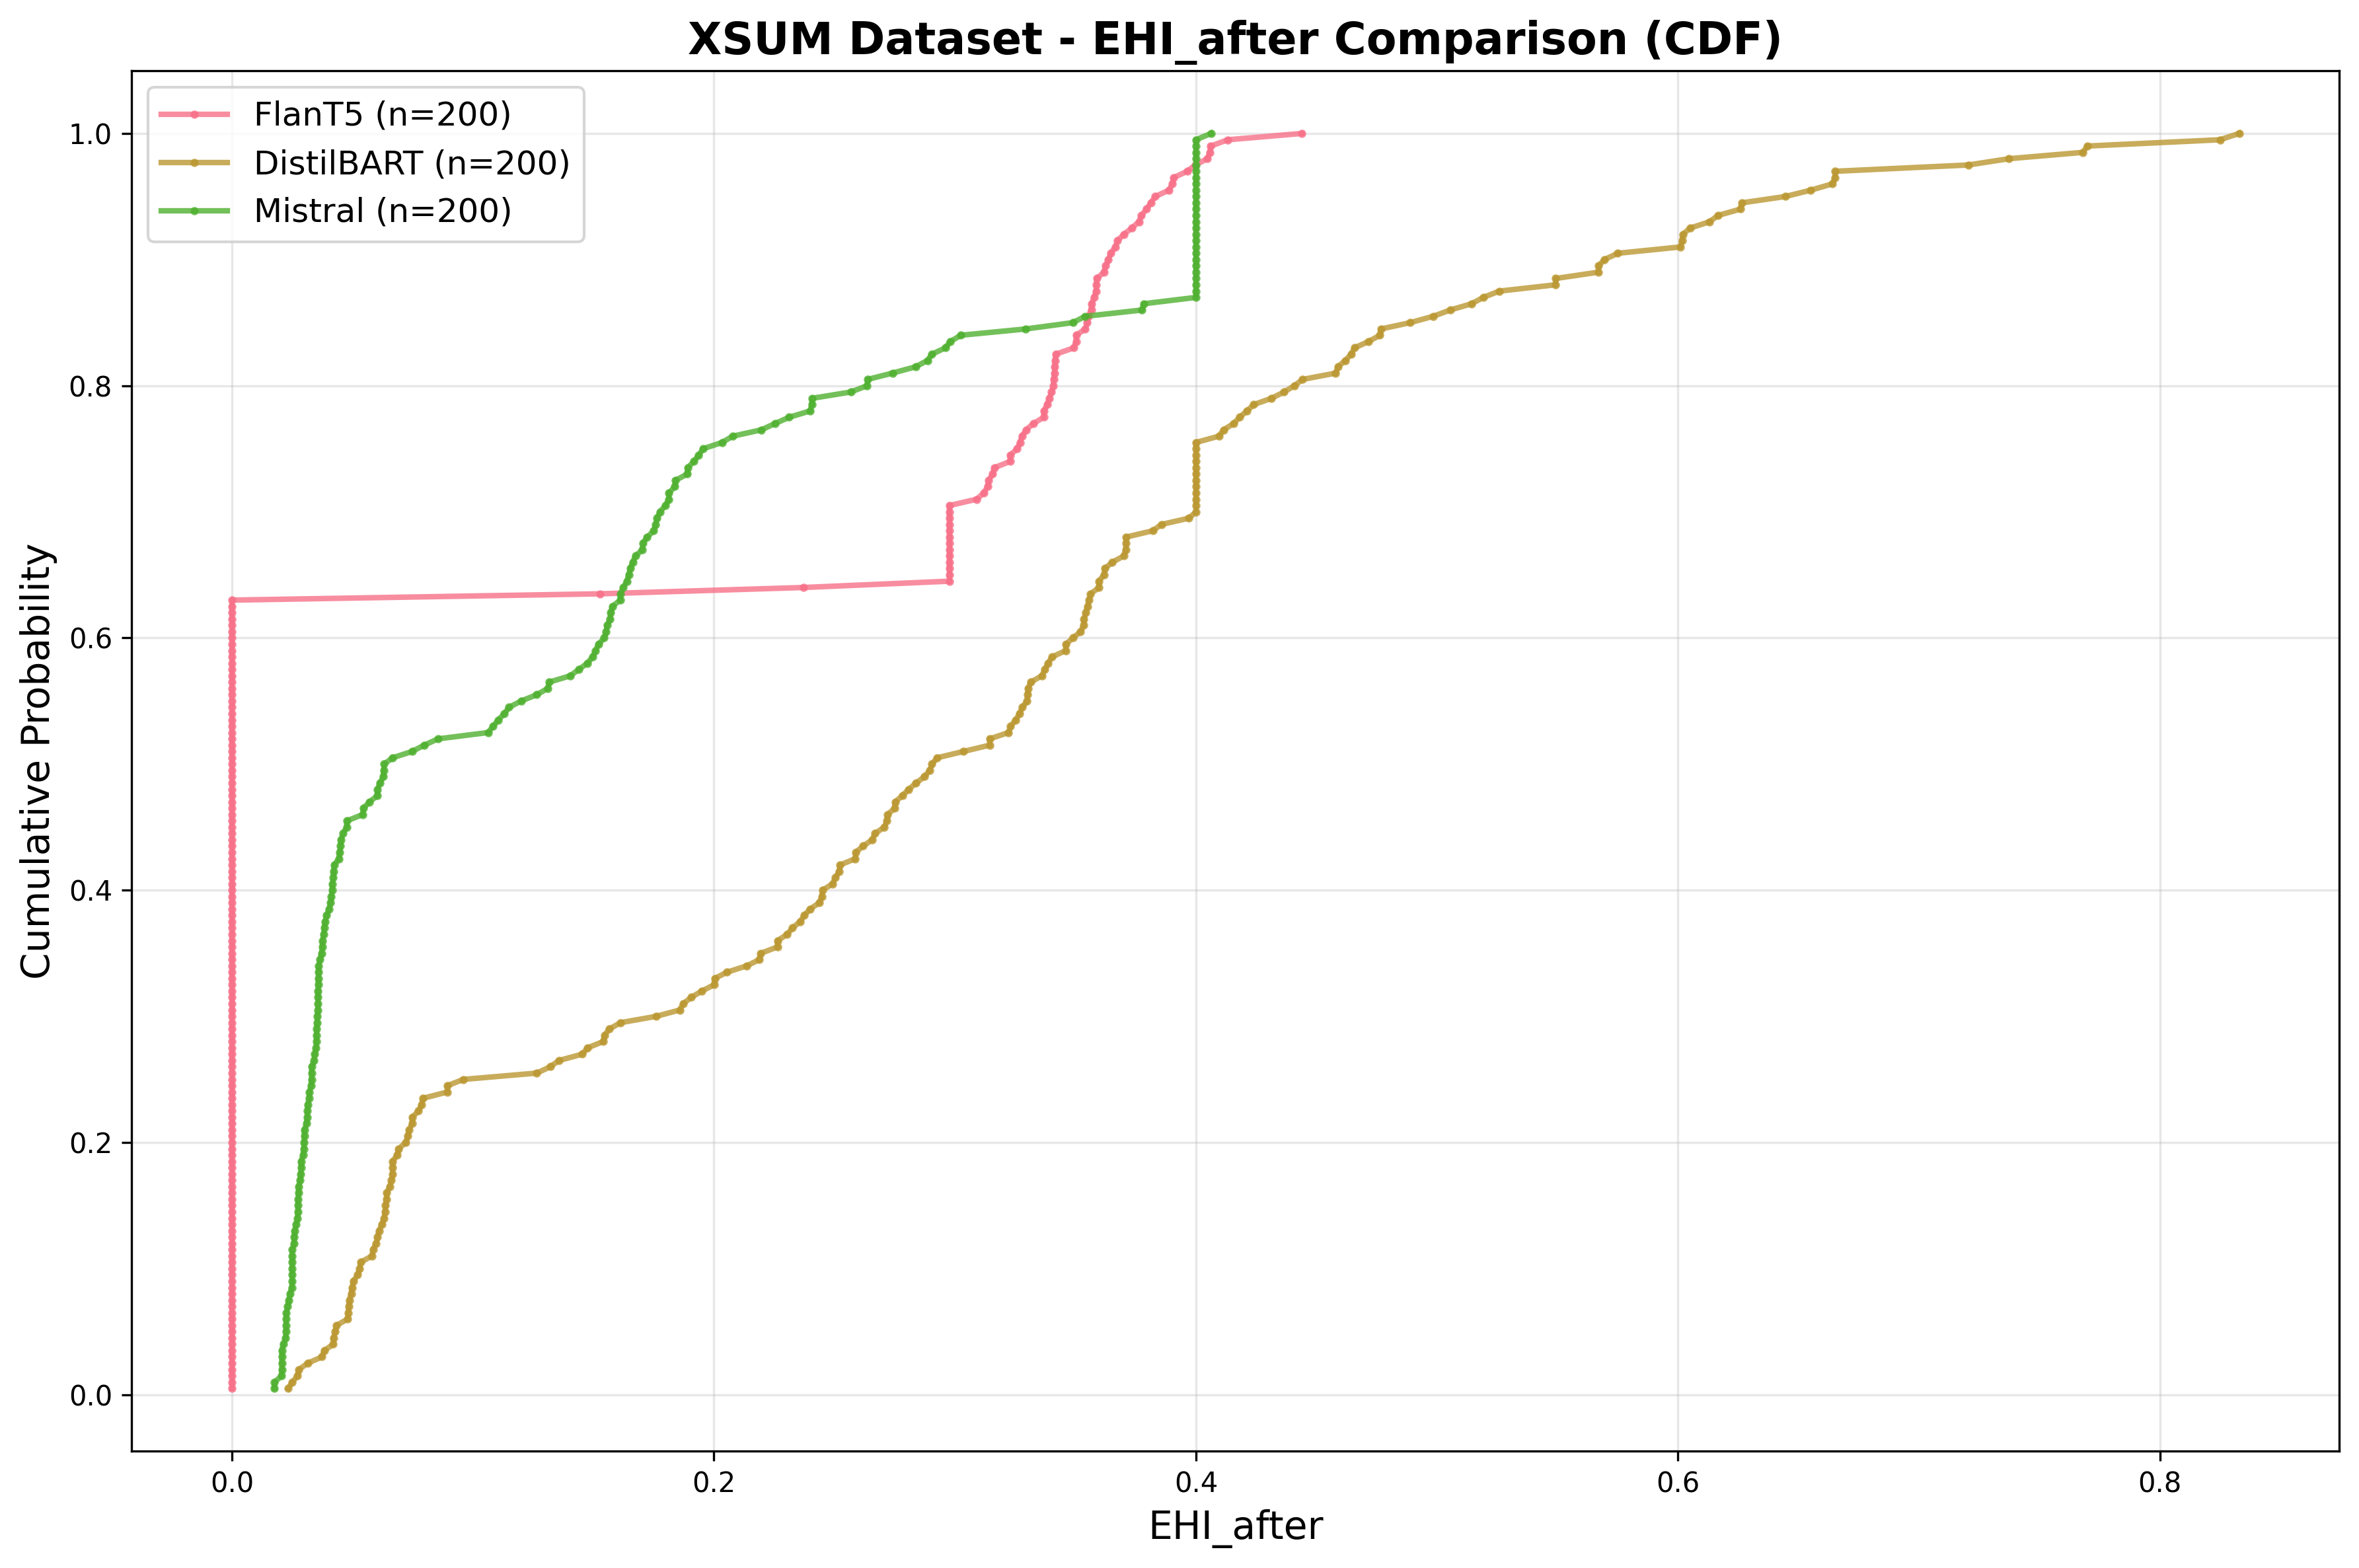 XSUM Dataset - EHI_after Comparison (CDF)
FlanT5 (n=200)
DistilBART (n=200)
Mistral (n=200)
Cumulative Probability
1.0
0.8
0.6
0.4
0.2
0.0
0.0 0.2 0.4 0.6 0.8
EHI_after